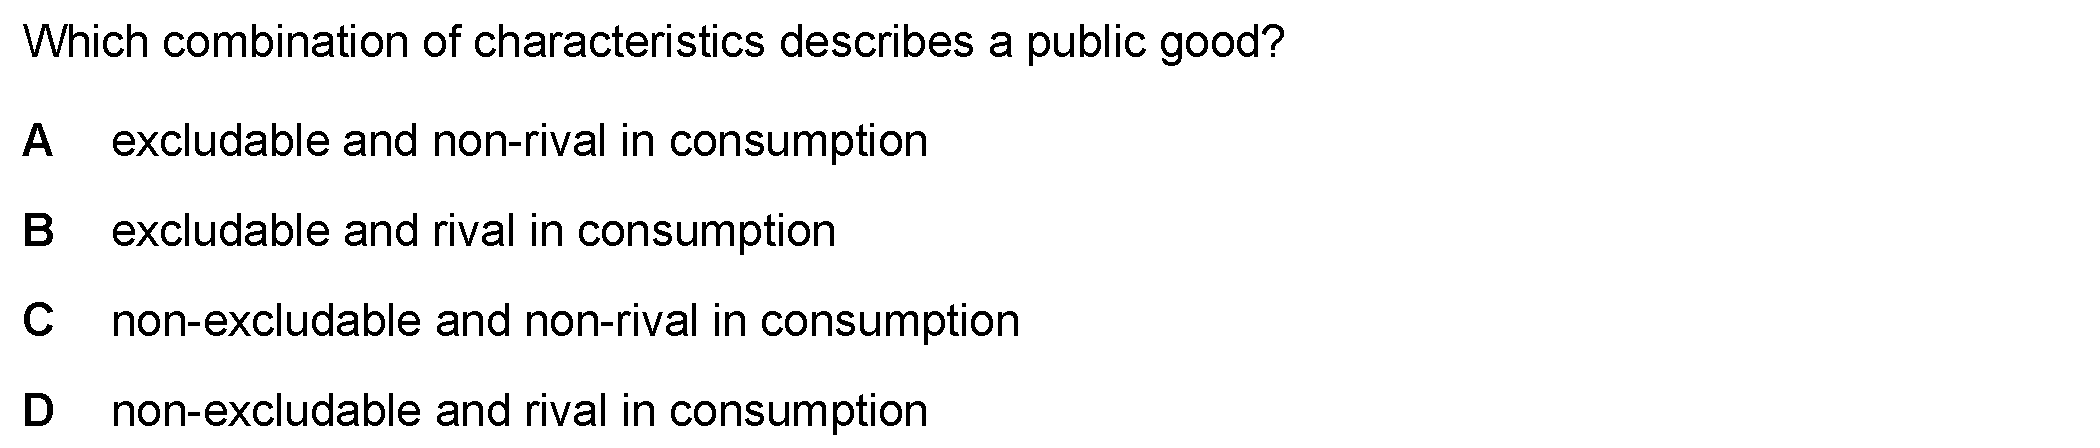 Which combination of characteristics describes a public good?
A excludable and non-rival in consumption
B excludable and rival in consumption
C non-excludable and non-rival in consumption
D non-excludable and rival in consumption